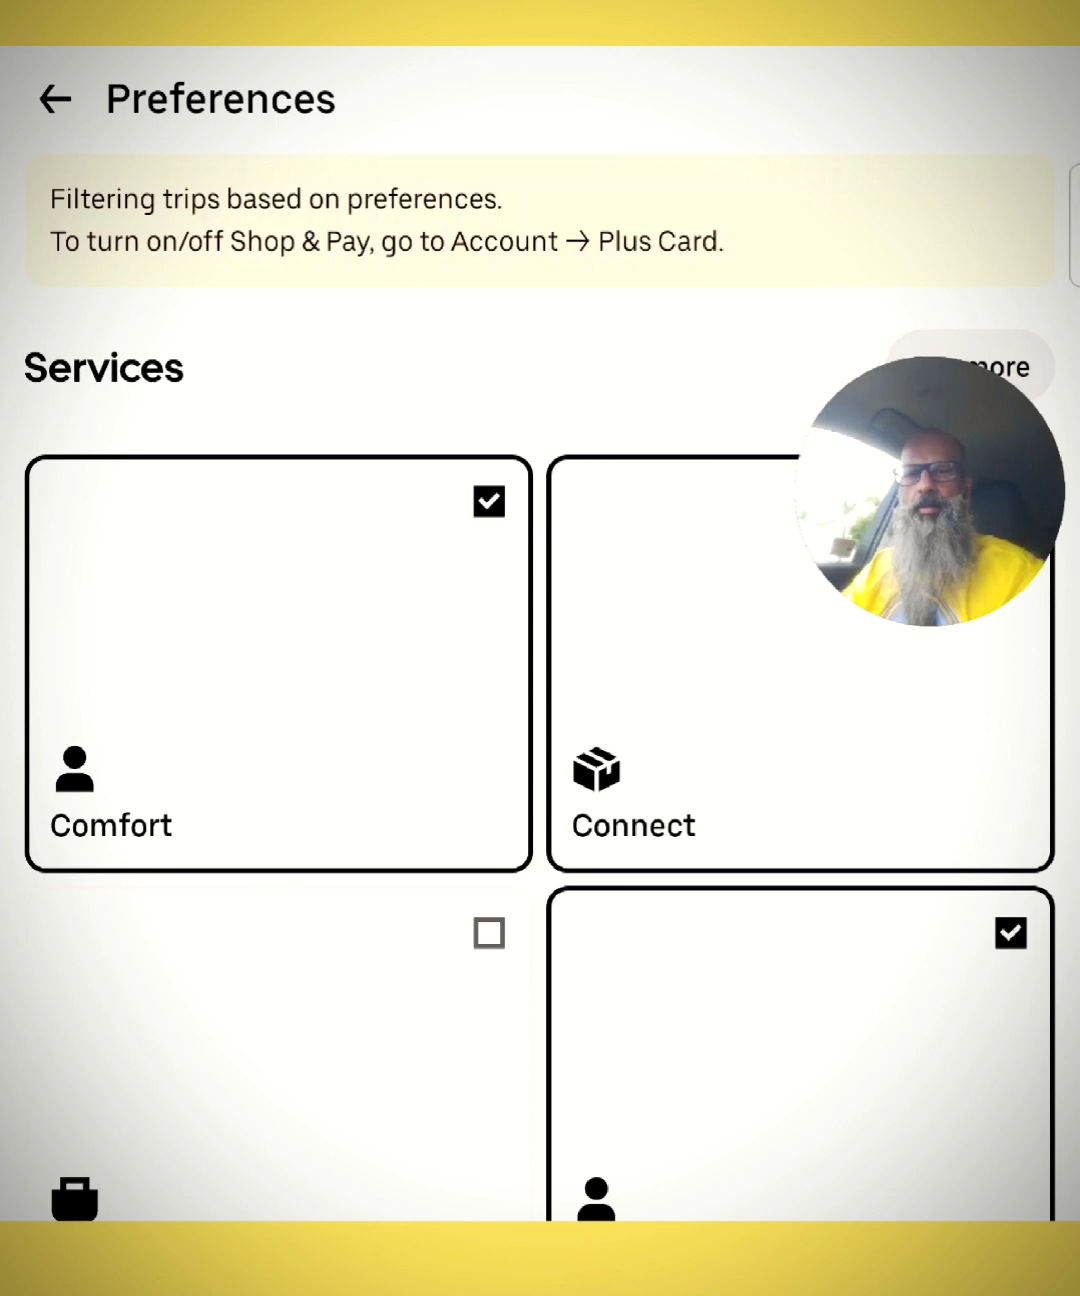 Preferences
Filtering trips based on preferences.
To turn on/off Shop & Pay, go to Account → Plus Card.
Services
more
Comfort
Connect